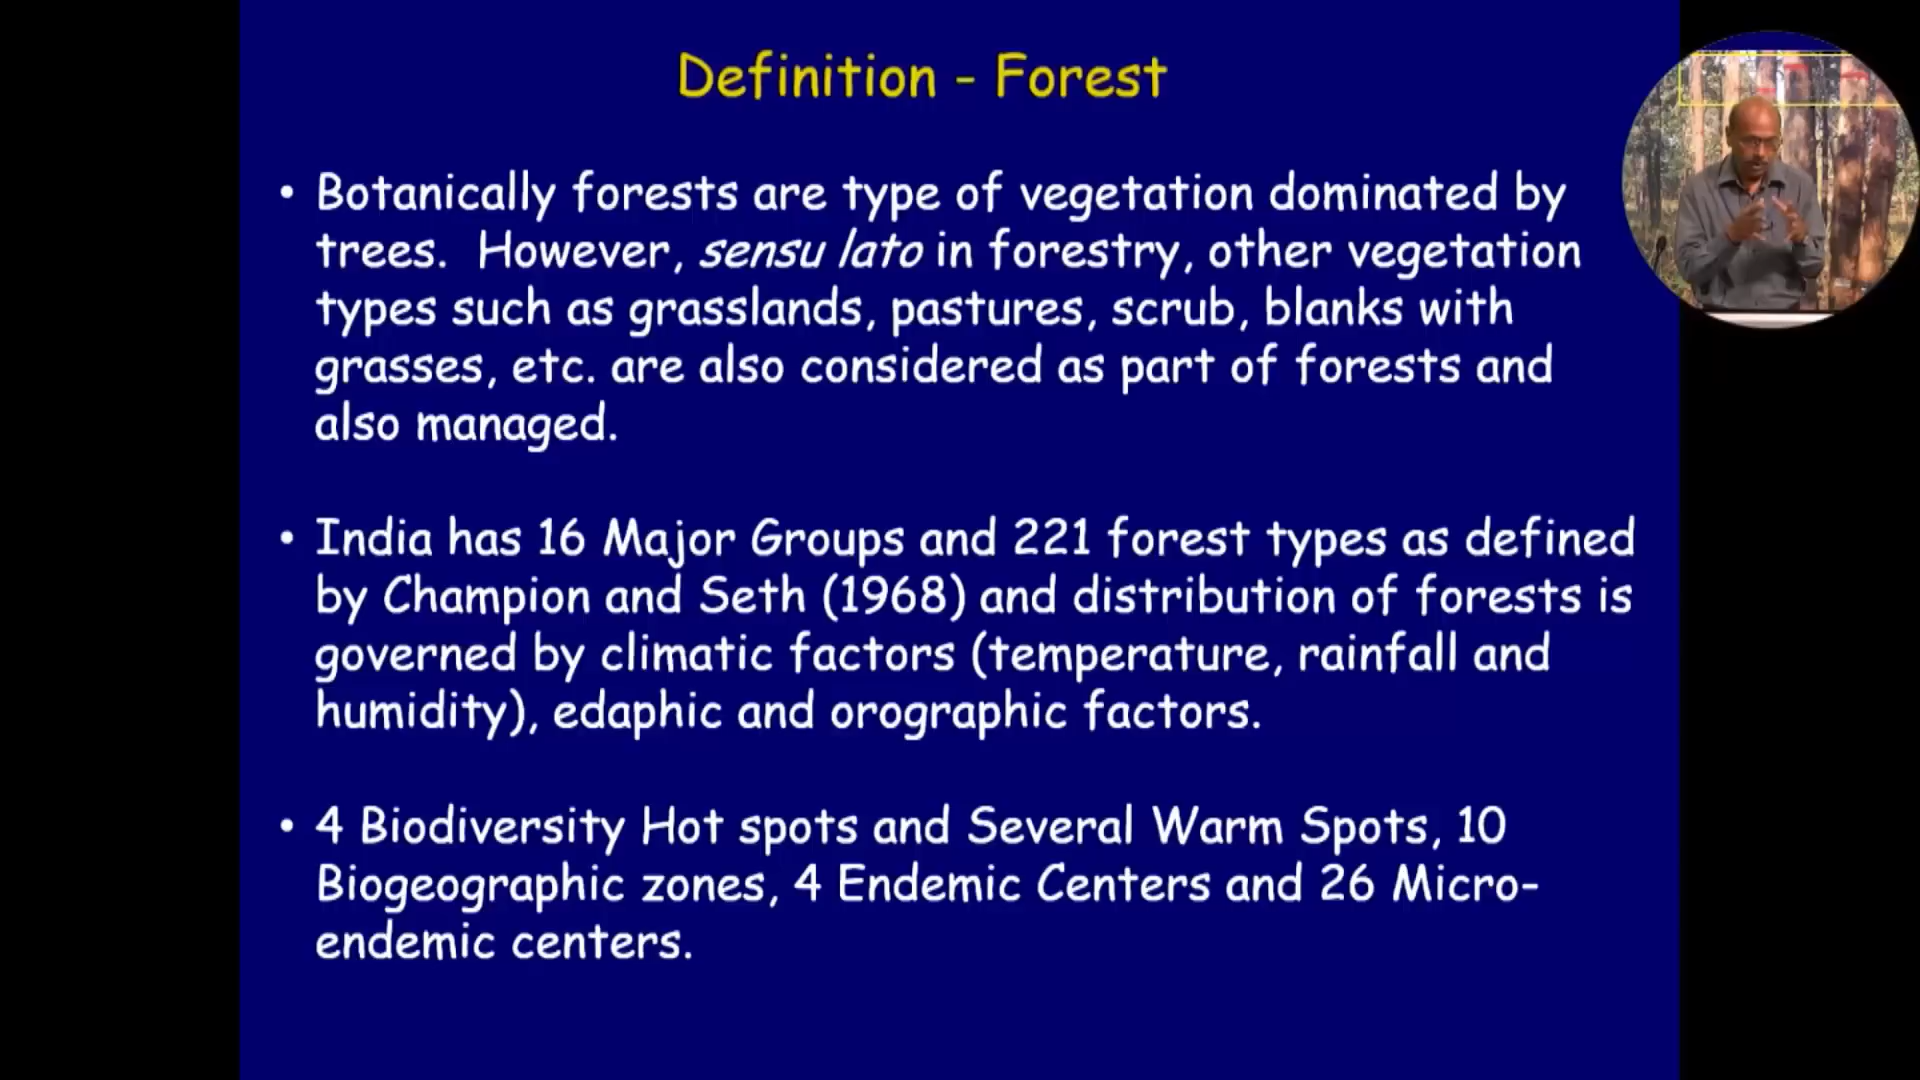 Definition - Forest
• Botanically forests are type of vegetation dominated by
trees. However, sensu lato in forestry, other vegetation
types such as grasslands, pastures, scrub, blanks with
grasses, etc. are also considered as part of forests and
also managed.
• India has 16 Major Groups and 221 forest types as defined
by Champion and Seth (1968) and distribution of forests is
governed by climatic factors (temperature, rainfall and
humidity), edaphic and orographic factors.
• 4 Biodiversity Hot spots and Several Warm Spots, 10
Biogeographic zones, 4 Endemic Centers and 26 Micro-
endemic centers.